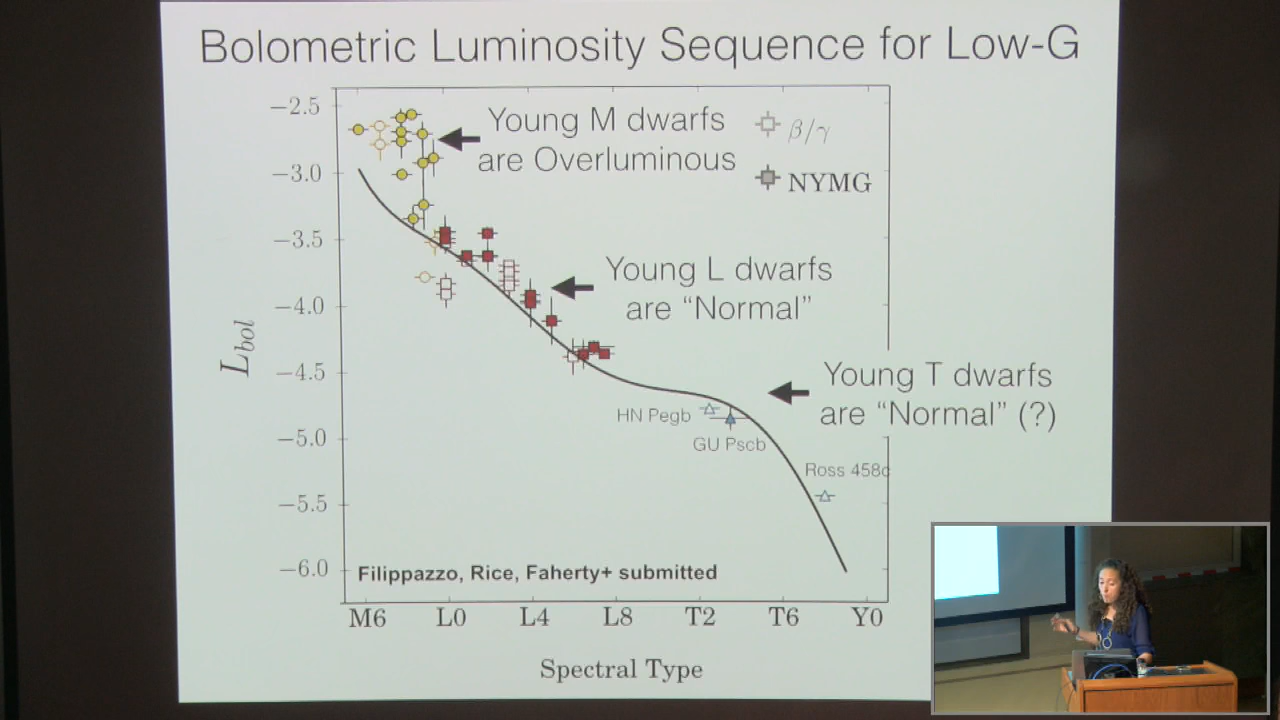 Bolometric Luminosity Sequence for Low-G
Young M dwarfs
are Overluminous
β/γ
NYMG
Young L dwarfs
are “Normal”
Young T dwarfs
are “Normal” (?)
HN Pegb
GU Pscb
Ross 458c
Filippazzo, Rice, Faherty+ submitted
−2.5
−3.0
−3.5
−4.0
−4.5
−5.0
−5.5
−6.0
Lbol
M6 L0 L4 L8 T2 T6 Y0
Spectral Type